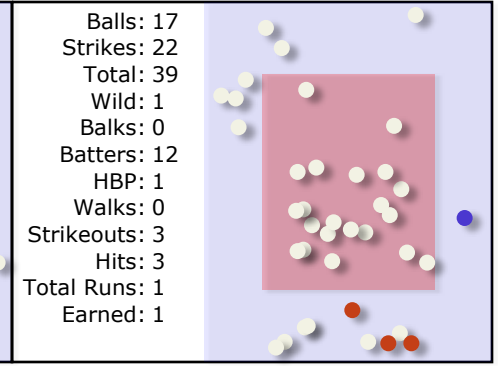 Balls: 17
Strikes: 22
Total: 39
Wild: 1
Balks: 0
Batters: 12
HBP: 1
Walks: 0
Strikeouts: 3
Hits: 3
Total Runs: 1
Earned: 1